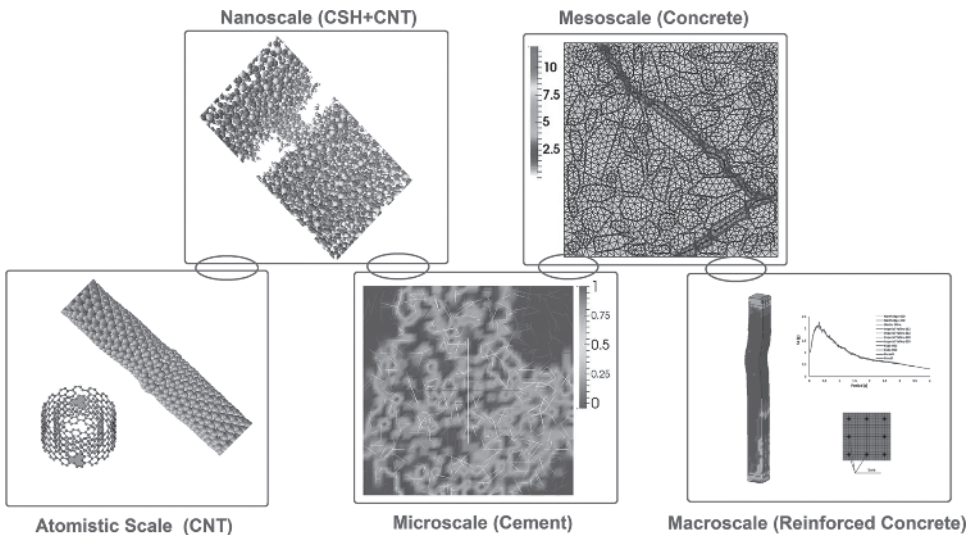 Nanoscale (CSH+CNT)
Mesoscale (Concrete)
10
7.5
5
2.5
1
0.75
0.5
0.25
0
Atomistic Scale (CNT)
Microscale (Cement)
Macroscale (Reinforced Concrete)